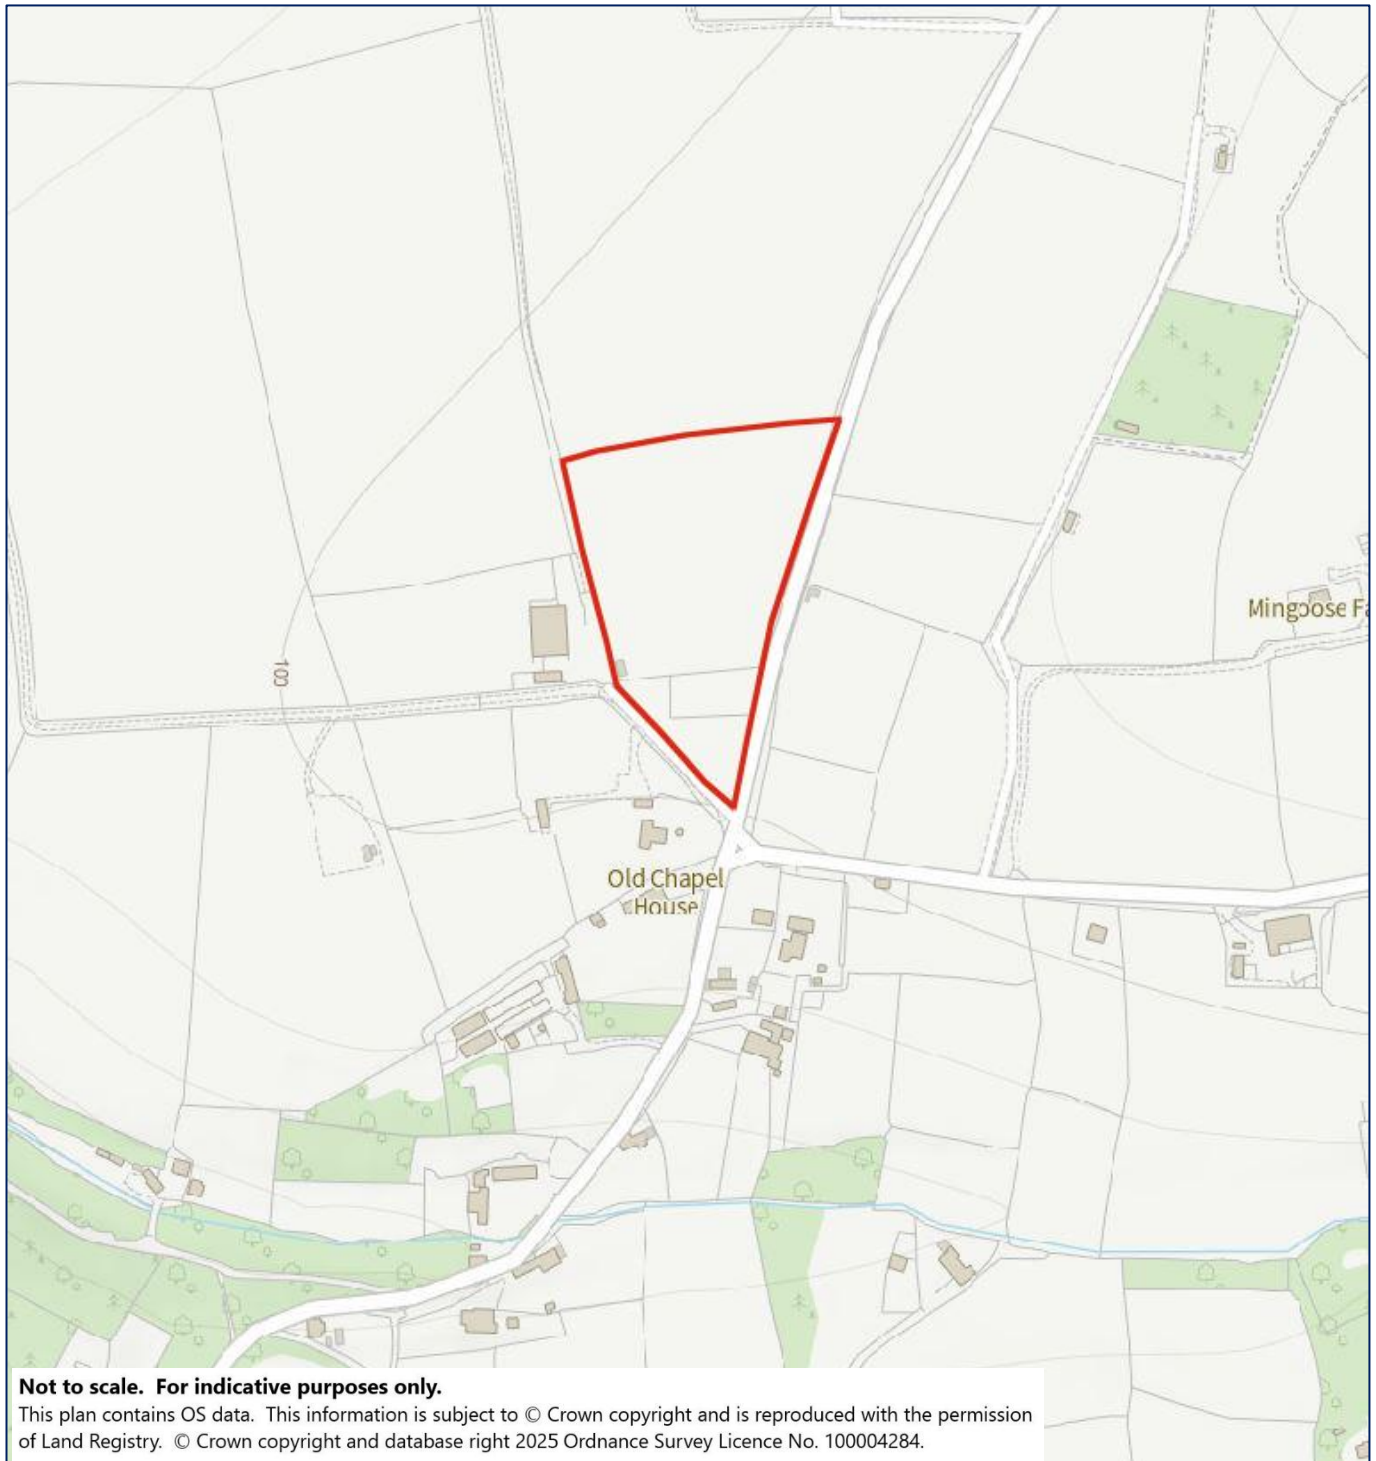 Mingoose Fa
100
Old Chapel
House
Not to scale. For indicative purposes only.
This plan contains OS data. This information is subject to © Crown copyright and is reproduced with the permission
of Land Registry. © Crown copyright and database right 2025 Ordnance Survey Licence No. 100004284.